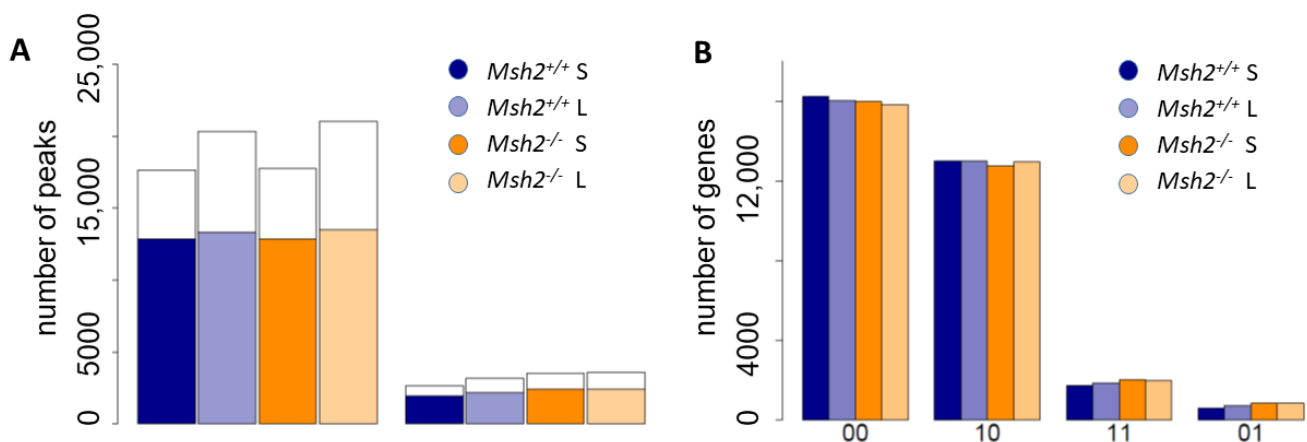 A
number of peaks
25,000
15,000
5000
0
Msh2+/+ S
Msh2+/+ L
Msh2-/- S
Msh2-/- L
B
number of genes
12,000
4000
0
Msh2+/+ S
Msh2+/+ L
Msh2-/- S
Msh2-/- L
00 10 11 01